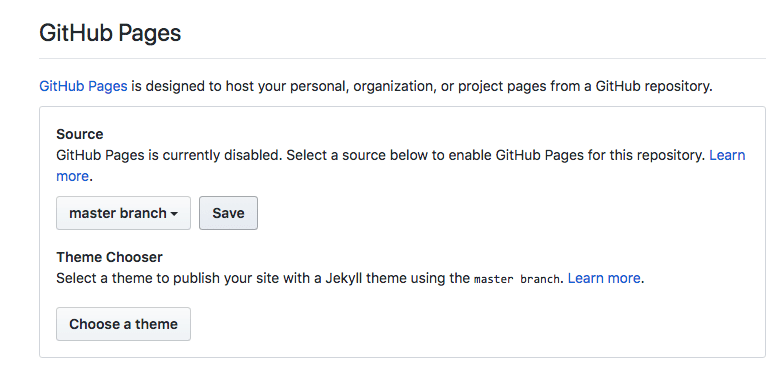 GitHub Pages
GitHub Pages is designed to host your personal, organization, or project pages from a GitHub repository.
Source
GitHub Pages is currently disabled. Select a source below to enable GitHub Pages for this repository. Learn
more.
master branch Save
Theme Chooser
Select a theme to publish your site with a Jekyll theme using the master branch. Learn more.
Choose a theme